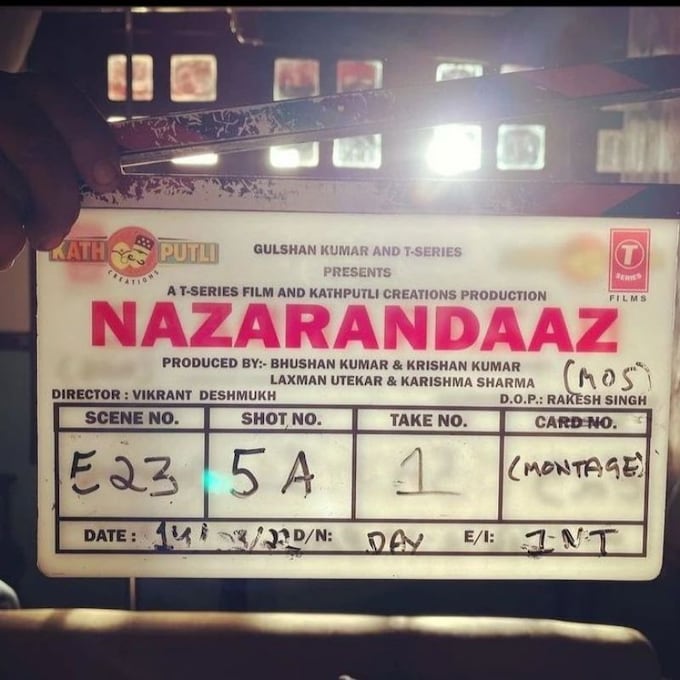 KATH PUTLI
CREATIONS
GULSHAN KUMAR AND T-SERIES
PRESENTS
T
SERIES
FILMS
A T-SERIES FILM AND KATHPUTLI CREATIONS PRODUCTION
NAZARANDAAZ
PRODUCED BY:- BHUSHAN KUMAR & KRISHAN KUMAR
LAXMAN UTEKAR & KARISHMA SHARMA
(MOS)
DIRECTOR : VIKRANT DESHMUKH
D.O.P.: RAKESH SINGH
SCENE NO. SHOT NO. TAKE NO. CARD NO.
E23 5A 1 (MONTAGE)
DATE : D/N: DAY E/I: INT